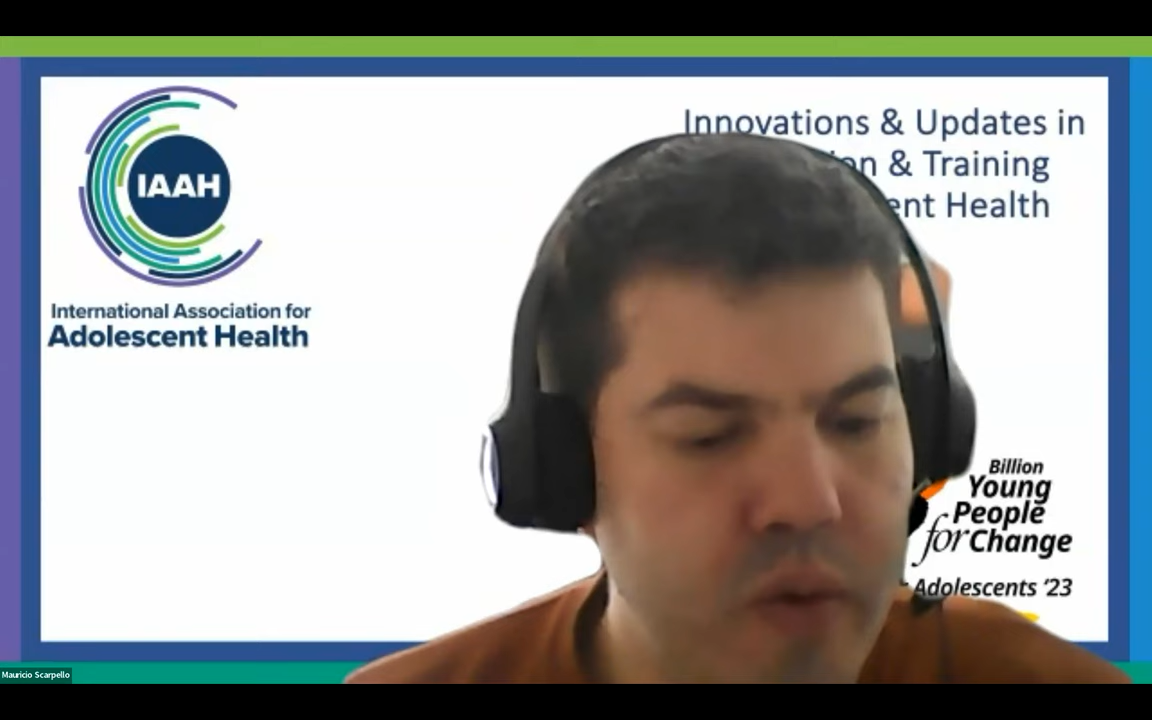 IAAH
International Association for
Adolescent Health
Innovations & Updates in
& Training
Health
Billion
Young
People
for Change
Adolescents '23
Mauricio Scarpello